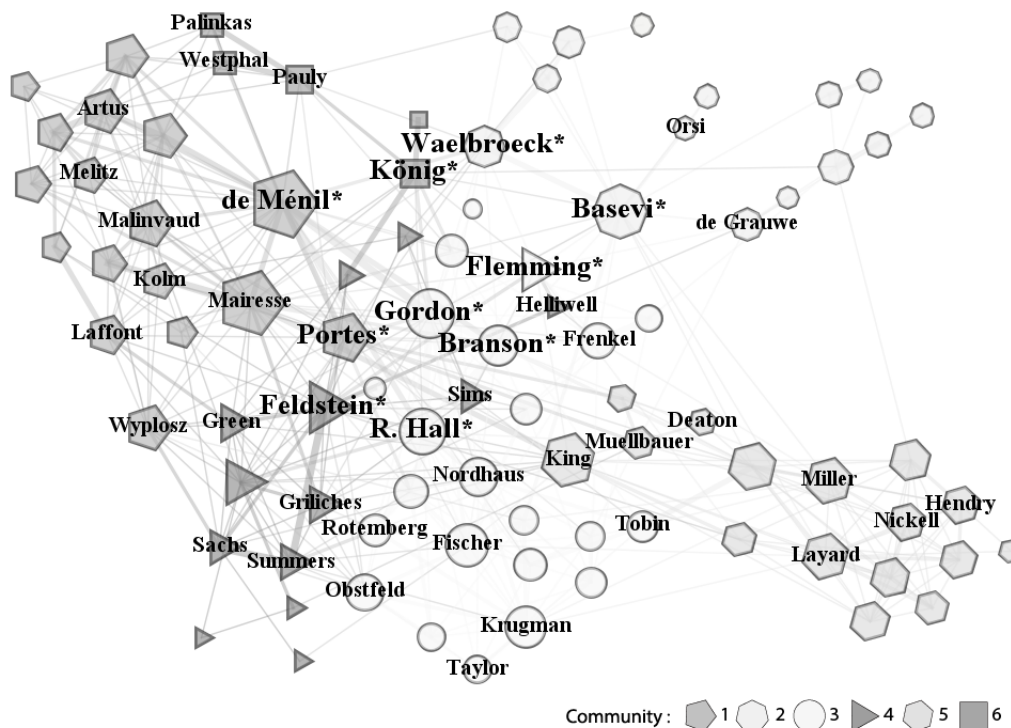 Palinkas
Westphal
Pauly
Artus
Orsi
Waelbroeck*
König*
Melitz
de Ménil*
Basevi*
Malinvaud
de Grauwe
Flemming*
Kolm
Mairesse
Helliwell
Gordon*
Laffont
Portes*
Branson*
Frenkel
Sims
Feldstein*
Green
Deaton
Wyplosz
R. Hall*
Muellbauer
King
Nordhaus
Miller
Griliches
Hendry
Rotemberg
Tobin
Nickell
Sachs
Fischer
Summers
Layard
Obstfeld
Krugman
Taylor
Community : 1 2 3 4 5 6